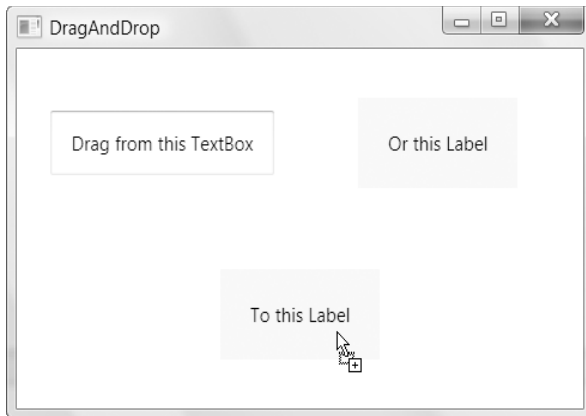 DragAndDrop
Drag from this TextBox
Or this Label
To this Label